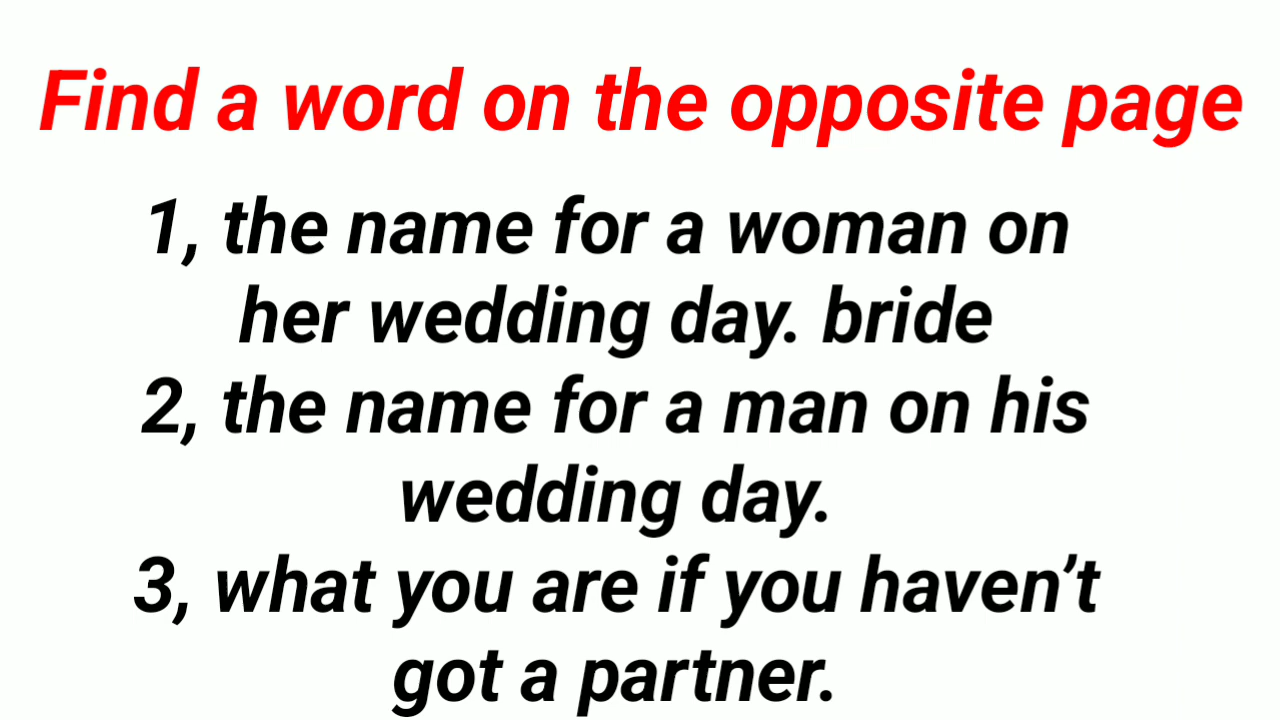 Find a word on the opposite page
1, the name for a woman on
her wedding day. bride
2, the name for a man on his
wedding day.
3, what you are if you haven’t
got a partner.